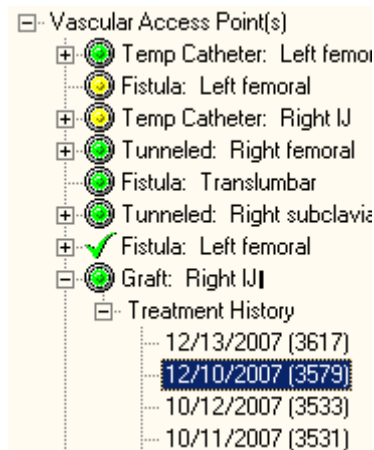 Vascular Access Point(s)
Temp Catheter: Left femor
Fistula: Left femoral
Temp Catheter: Right IJ
Tunneled: Right femoral
Fistula: Translumbar
Tunneled: Right subclavia
Fistula: Left femoral
Graft: Right IJ
Treatment History
12/13/2007 (3617)
12/10/2007 (3579)
10/12/2007 (3533)
10/11/2007 (3531)